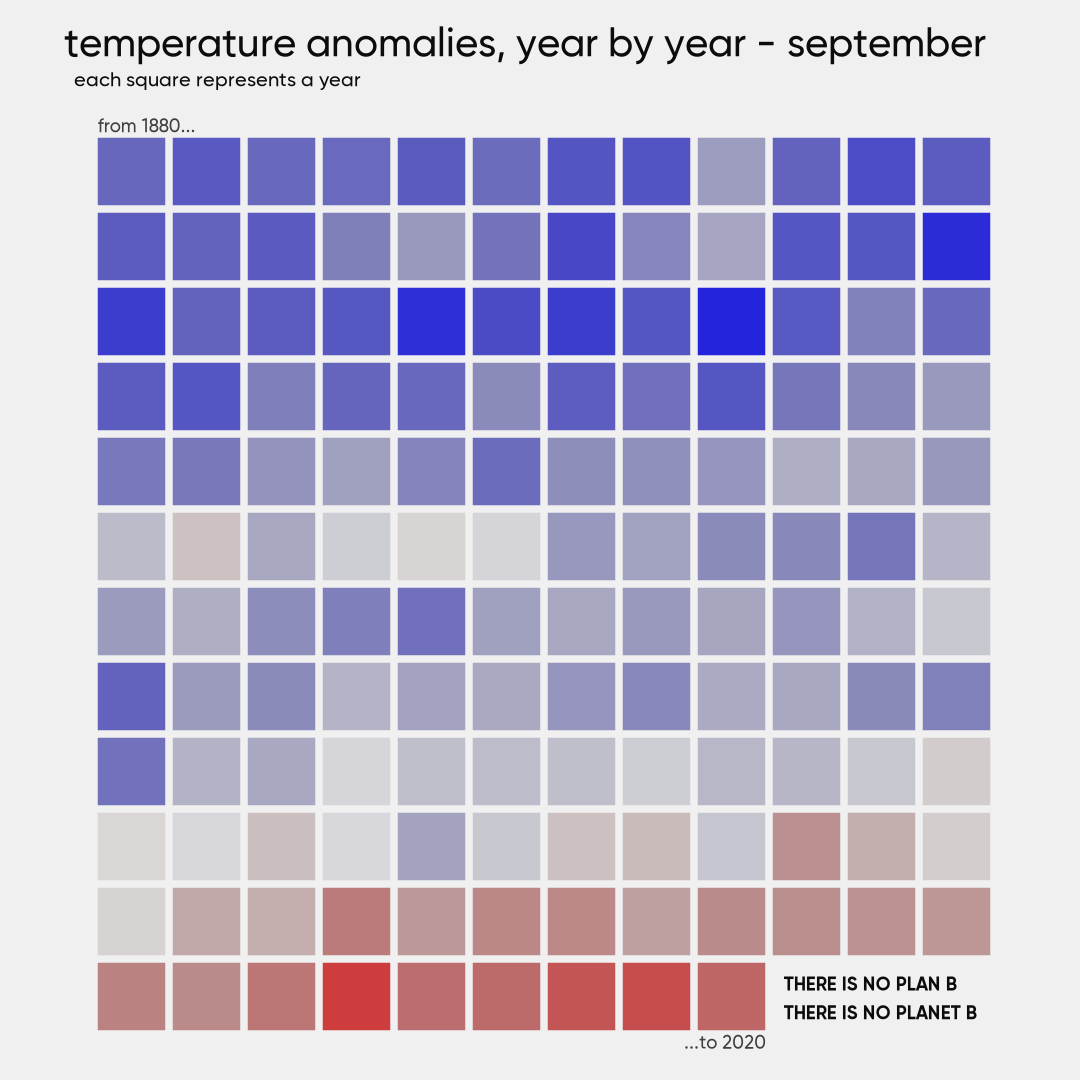 temperature anomalies, year by year - september
each square represents a year
from 1880...
THERE IS NO PLAN B
THERE IS NO PLANET B
...to 2020